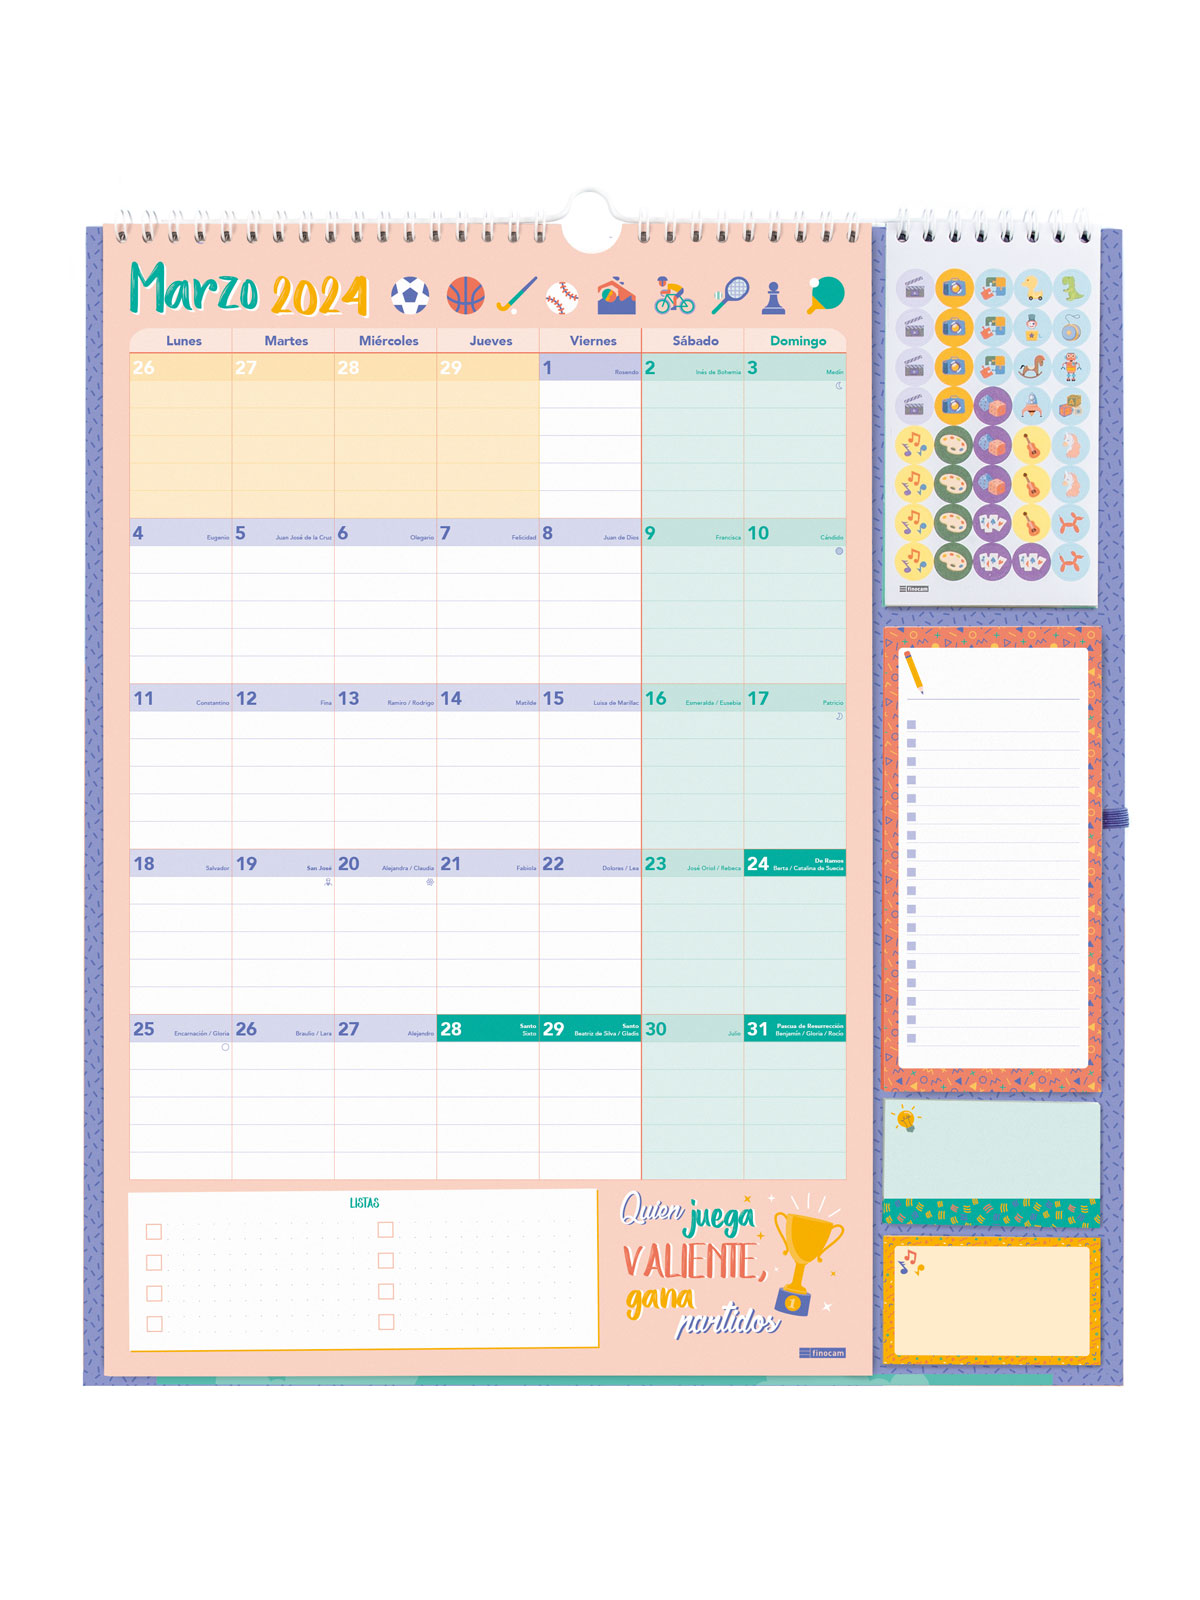 Marzo 2024
Lunes Martes Miércoles Jueves Viernes Sábado Domingo
26 27 28 29 1 Rosendo 2 Inés de Bohemia 3 Medín
4 Eugenio 5 Juan José de la Cruz 6 Olegario 7 Felicidad 8 Juan de Dios 9 Francisca 10 Cándido
11 Constantino 12 Fina 13 Ramiro / Rodrigo 14 Matilde 15 Luisa de Marillac 16 Esmeralda / Eusebia 17 Patricio
18 Salvador 19 San José 20 Alejandra / Claudia 21 Fabiola 22 Dolores / Lea 23 José Oriol / Rebeca 24 De Ramos
Berta / Catalina de Suecia
25 Encarnación / Gloria 26 Braulio / Lara 27 Alejandro 28 Santo
Sixto
29 Santo
Beatriz de Silva / Gladis
30 Julio 31 Pascua de Resurrección
Benjamín / Gloria / Rocío
LISTAS
Quien juega
VALIENTE,
gana
partidos
1
finocam
finocam